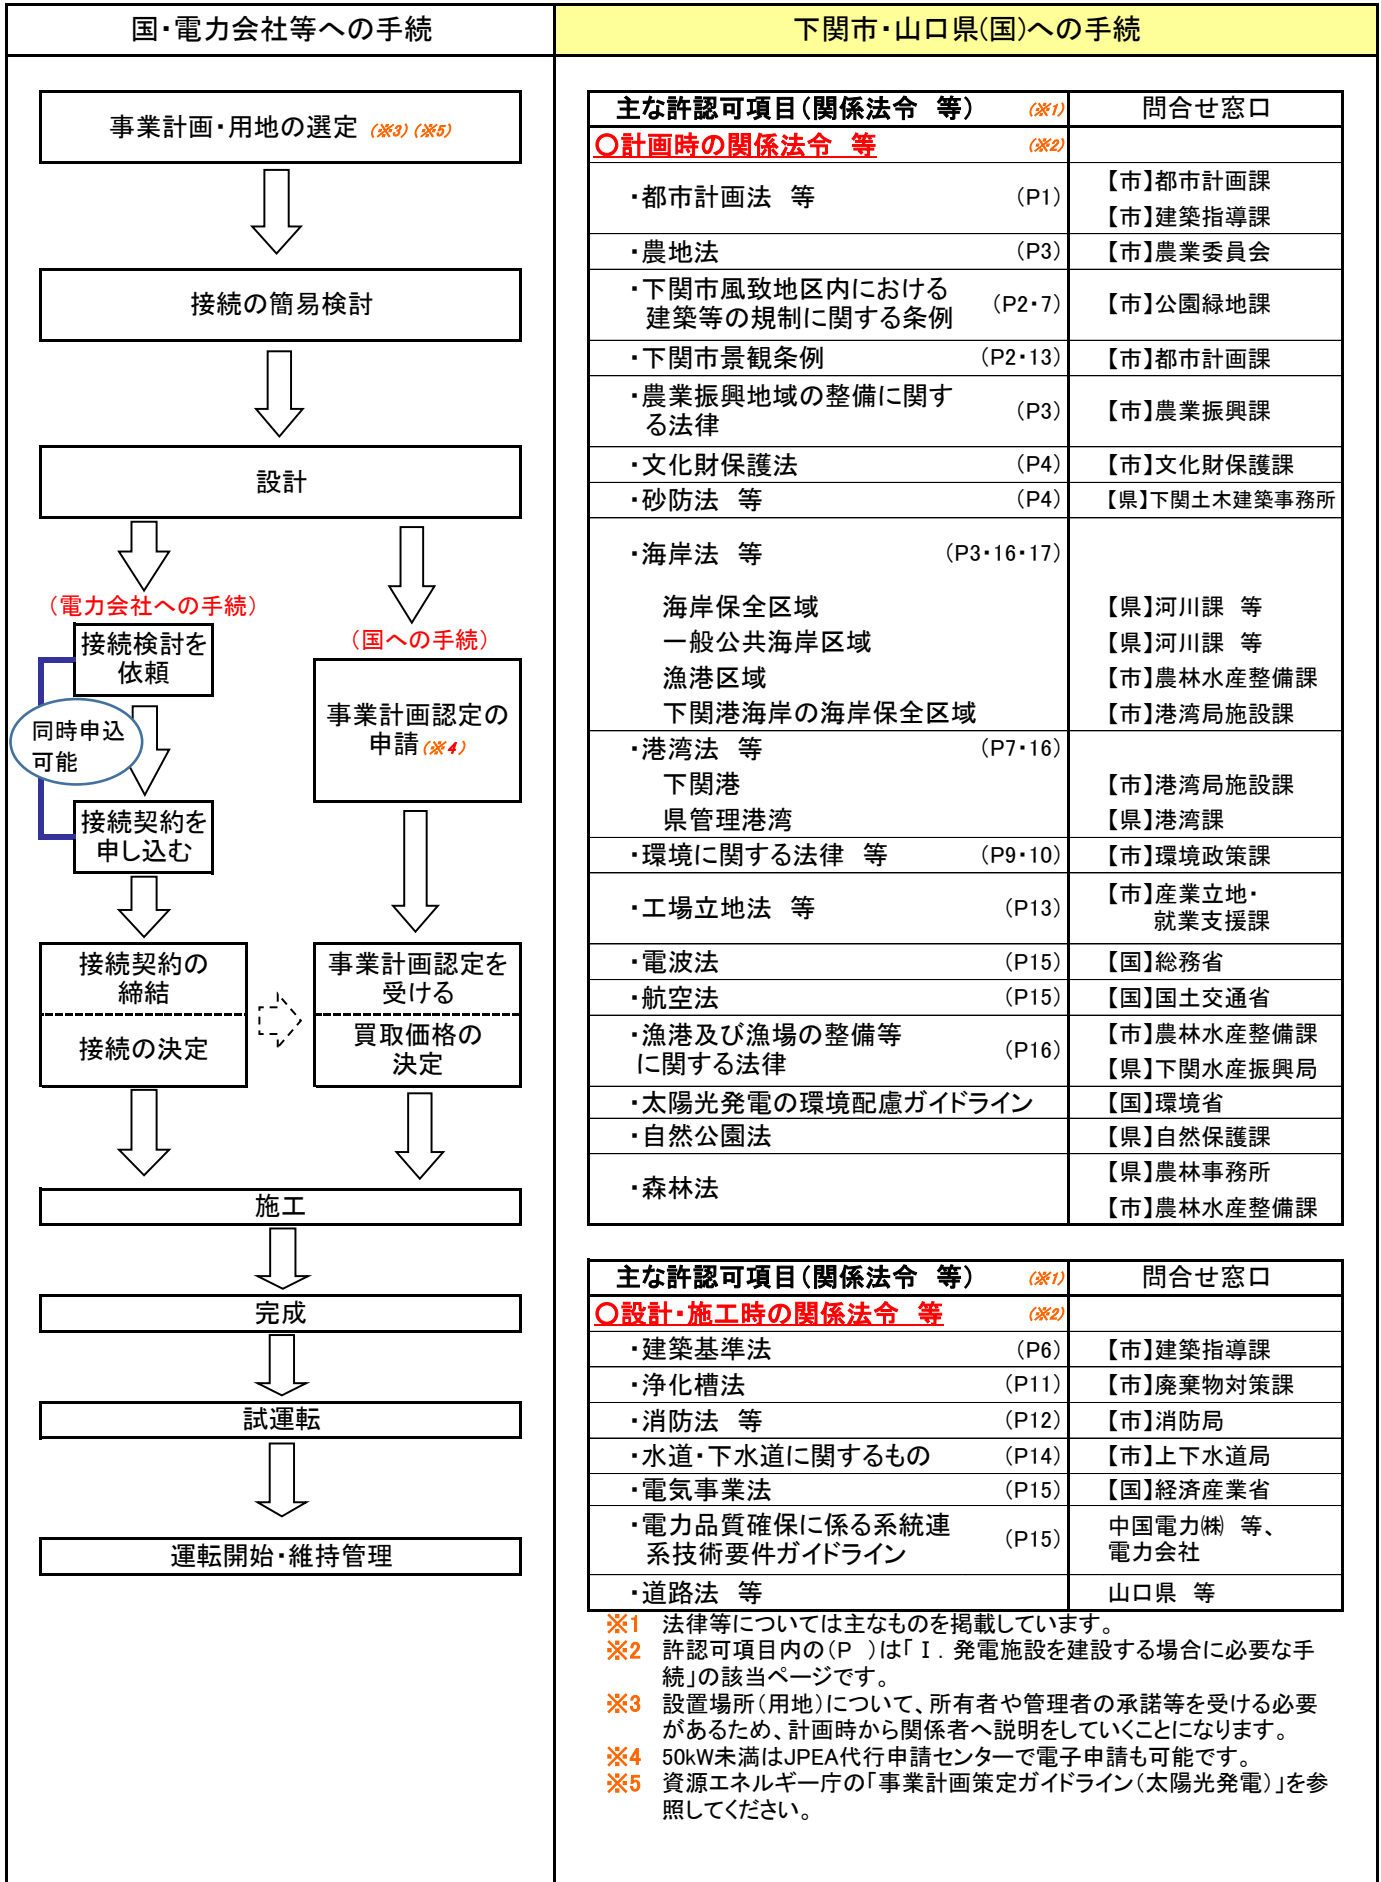 国・電力会社等への手続
事業計画・用地の選定 (※3)(※5)
接続の簡易検討
設計
（電力会社への手続）
接続検討を
依頼
同時申込
可能
接続契約を
申し込む
接続契約の
締結
接続の決定
（国への手続）
事業計画認定の
申請(※4)
事業計画認定を
受ける
買取価格の
決定
施工
完成
試運転
運転開始・維持管理
下関市・山口県(国)への手続
主な許認可項目（関係法令　等） (※1) 問合せ窓口
〇計画時の関係法令　等 (※2)
・都市計画法　等 （P1） 【市】都市計画課
【市】建築指導課
・農地法 （P3） 【市】農業委員会
・下関市風致地区内における
建築等の規制に関する条例 （P2・7） 【市】公園緑地課
・下関市景観条例 （P2・13） 【市】都市計画課
・農業振興地域の整備に関す
る法律 （P3） 【市】農業振興課
・文化財保護法 （P4） 【市】文化財保護課
・砂防法　等 （P4） 【県】下関土木建築事務所
・海岸法　等 （P3・16・17）
海岸保全区域 【県】河川課　等
一般公共海岸区域 【県】河川課　等
漁港区域 【市】農林水産整備課
下関港海岸の海岸保全区域 【市】港湾局施設課
・港湾法　等 （P7・16）
下関港 【市】港湾局施設課
県管理港湾 【県】港湾課
・環境に関する法律　等 （P9・10） 【市】環境政策課
・工場立地法　等 （P13） 【市】産業立地・
就業支援課
・電波法 （P15） 【国】総務省
・航空法 （P15） 【国】国土交通省
・漁港及び漁場の整備等
に関する法律 （P16） 【市】農林水産整備課
【県】下関水産振興局
・太陽光発電の環境配慮ガイドライン 【国】環境省
・自然公園法 【県】自然保護課
・森林法 【県】農林事務所
【市】農林水産整備課
主な許認可項目（関係法令　等） (※1) 問合せ窓口
〇設計・施工時の関係法令　等 (※2)
・建築基準法 （P6） 【市】建築指導課
・浄化槽法 （P11） 【市】廃棄物対策課
・消防法　等 （P12） 【市】消防局
・水道・下水道に関するもの （P14） 【市】上下水道局
・電気事業法 （P15） 【国】経済産業省
・電力品質確保に係る系統連
系技術要件ガイドライン （P15） 中国電力㈱　等、
電力会社
・道路法　等 山口県　等
※1　法律等については主なものを掲載しています。
※2　許認可項目内の（P　）は「Ⅰ．発電施設を建設する場合に必要な手
続」の該当ページです。
※3　設置場所（用地）について、所有者や管理者の承諾等を受ける必要
があるため、計画時から関係者へ説明をしていくことになります。
※4　50kW未満はJPEA代行申請センターで電子申請も可能です。
※5　資源エネルギー庁の「事業計画策定ガイドライン（太陽光発電）」を参
照してください。